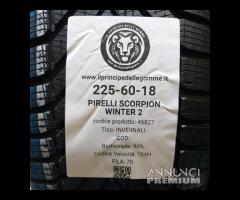 www.ilprincipedellegomme.it
225-60-18
PIRELLI SCORPION
WINTER 2
codice prodotto: 46827
Tipo: INVERNALI
DOD:
Battistrada: 90%
Codice Velocità: 104H
FILA: 70
ANNUNCI
PREMIUM